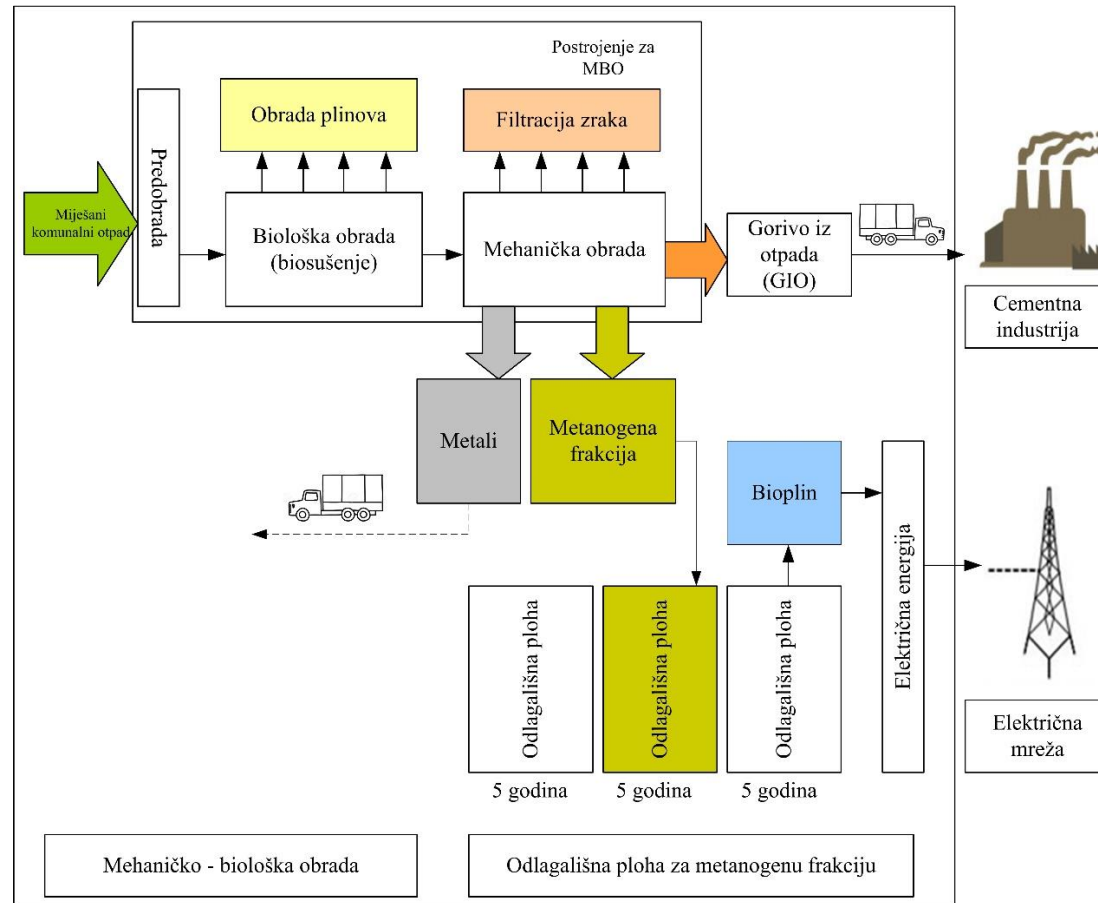 Postrojenje za
MBO
Obrada plinova
Filtracija zraka
Predobrada
Miješani
komunalni otpad
Biološka obrada
(biosušenje)
Mehanička obrada
Gorivo iz
otpada
(GIO)
Cementna
industrija
Metali
Metanogena
frakcija
Bioplin
Električna energija
Odlagališna ploha
Odlagališna ploha
Odlagališna ploha
5 godina
5 godina
5 godina
Električna
mreža
Mehaničko - biološka obrada
Odlagališna ploha za metanogenu frakciju